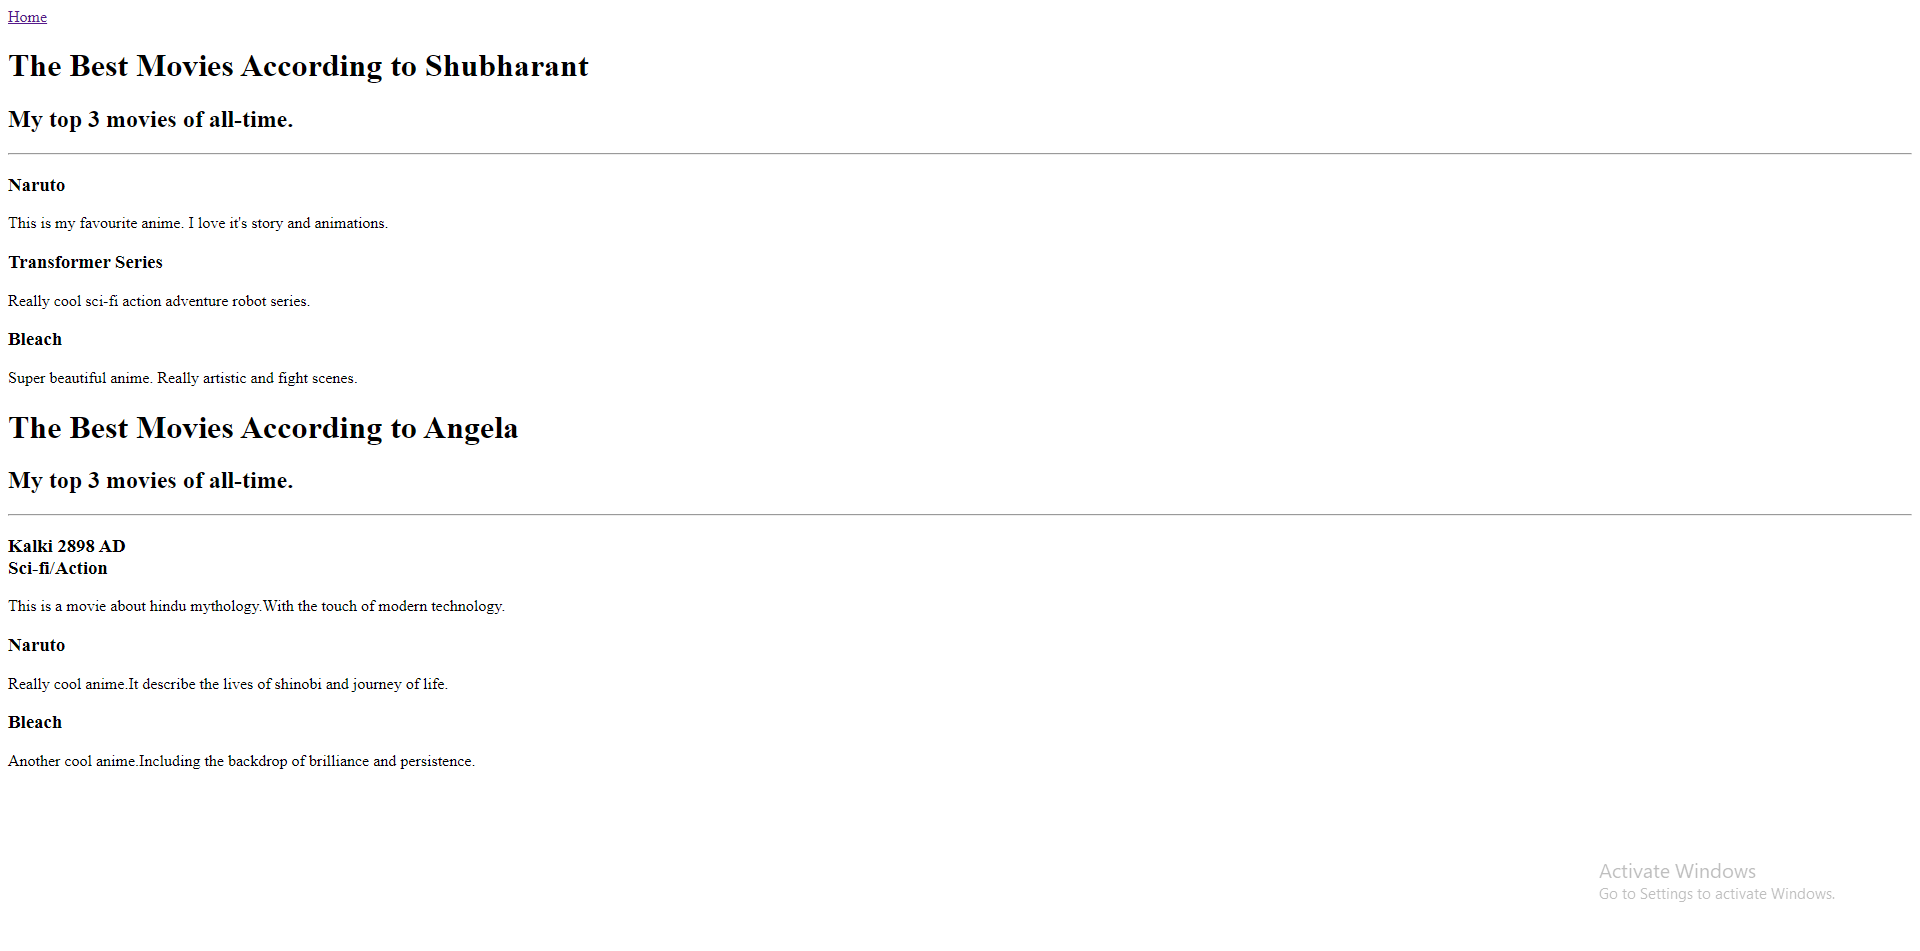 Home
The Best Movies According to Shubharant
My top 3 movies of all-time.
Naruto
This is my favourite anime. I love it's story and animations.
Transformer Series
Really cool sci-fi action adventure robot series.
Bleach
Super beautiful anime. Really artistic and fight scenes.
The Best Movies According to Angela
My top 3 movies of all-time.
Kalki 2898 AD
Sci-fi/Action
This is a movie about hindu mythology.With the touch of modern technology.
Naruto
Really cool anime.It describe the lives of shinobi and journey of life.
Bleach
Another cool anime.Including the backdrop of brilliance and persistence.
Activate Windows
Go to Settings to activate Windows.